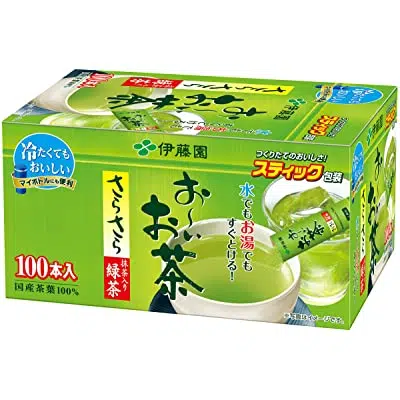 冷たくても
おいしい
マイボトルにも便利
100本入
国産茶葉100%
伊藤園
お〜いお茶
さらさら
抹茶入り
緑茶
水でもお湯でも
すぐとける!
つくりたてのおいしさ!
スティック包装